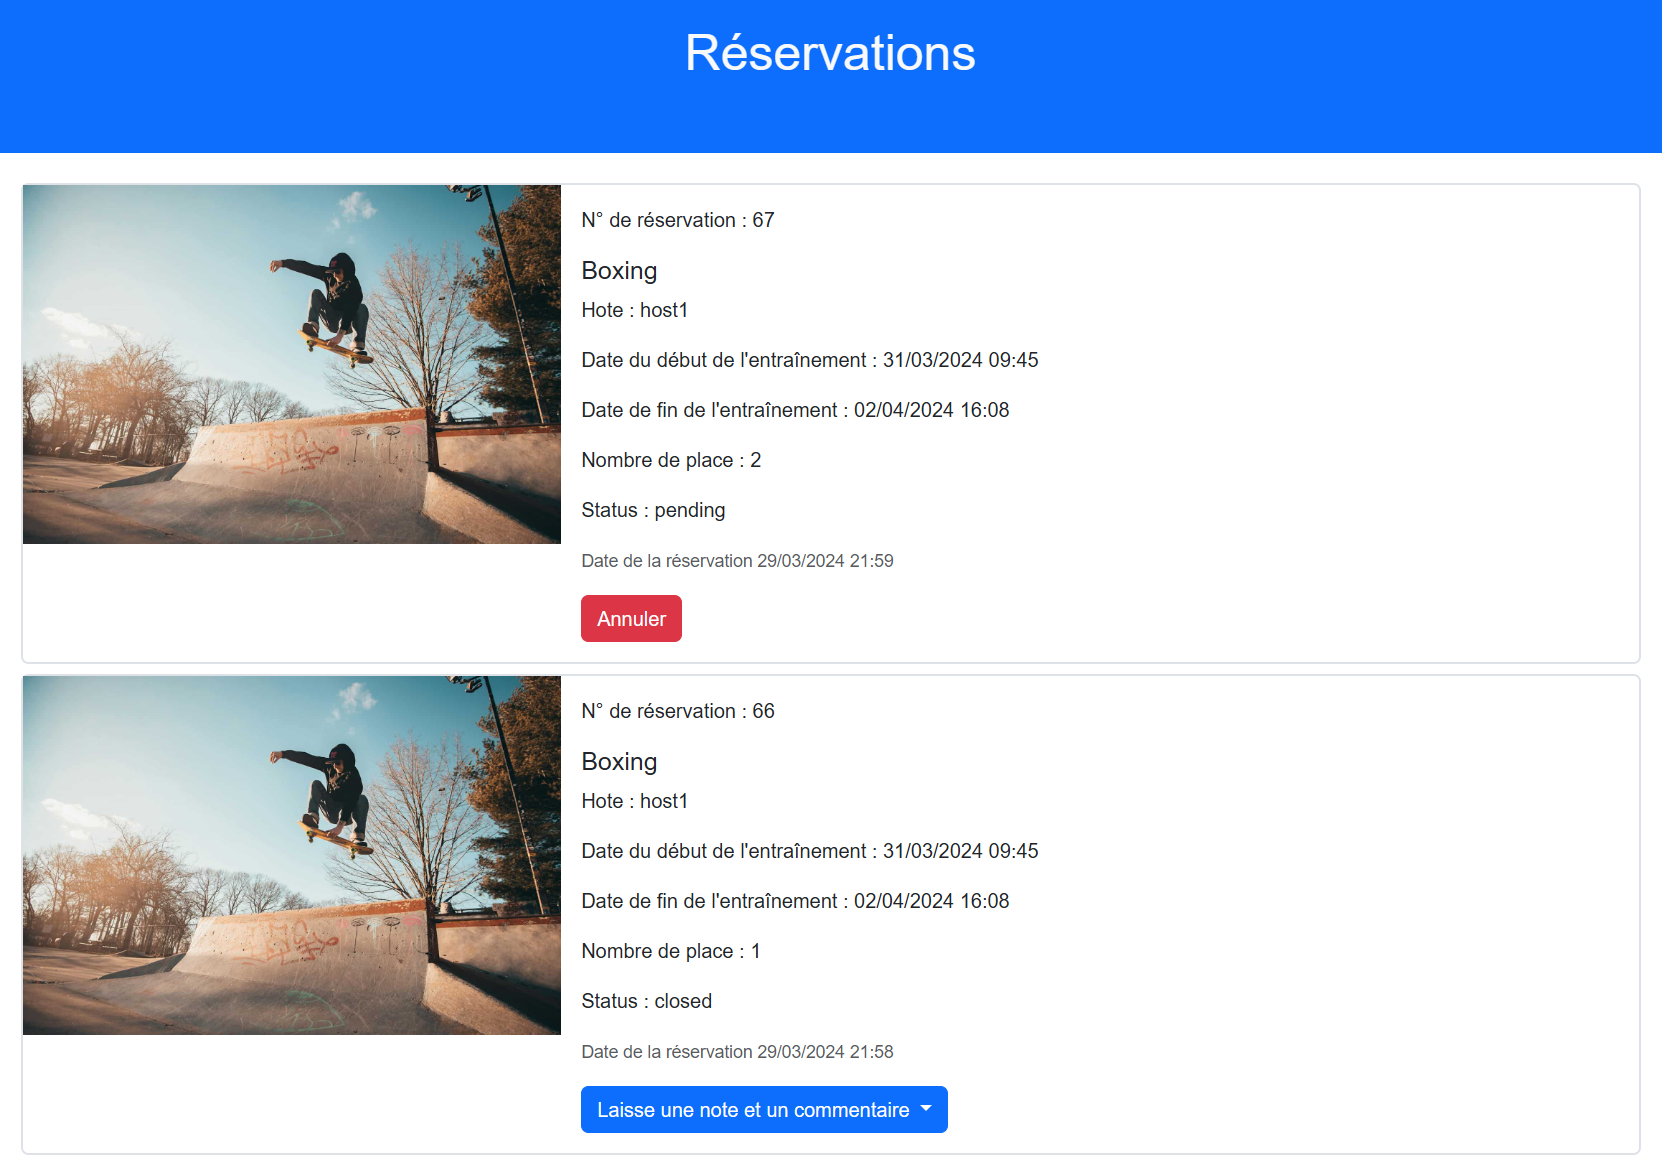 Réservations
N° de réservation : 67
Boxing
Hote : host1
Date du début de l'entraînement : 31/03/2024 09:45
Date de fin de l'entraînement : 02/04/2024 16:08
Nombre de place : 2
Status : pending
Date de la réservation 29/03/2024 21:59
Annuler
N° de réservation : 66
Boxing
Hote : host1
Date du début de l'entraînement : 31/03/2024 09:45
Date de fin de l'entraînement : 02/04/2024 16:08
Nombre de place : 1
Status : closed
Date de la réservation 29/03/2024 21:58
Laisse une note et un commentaire